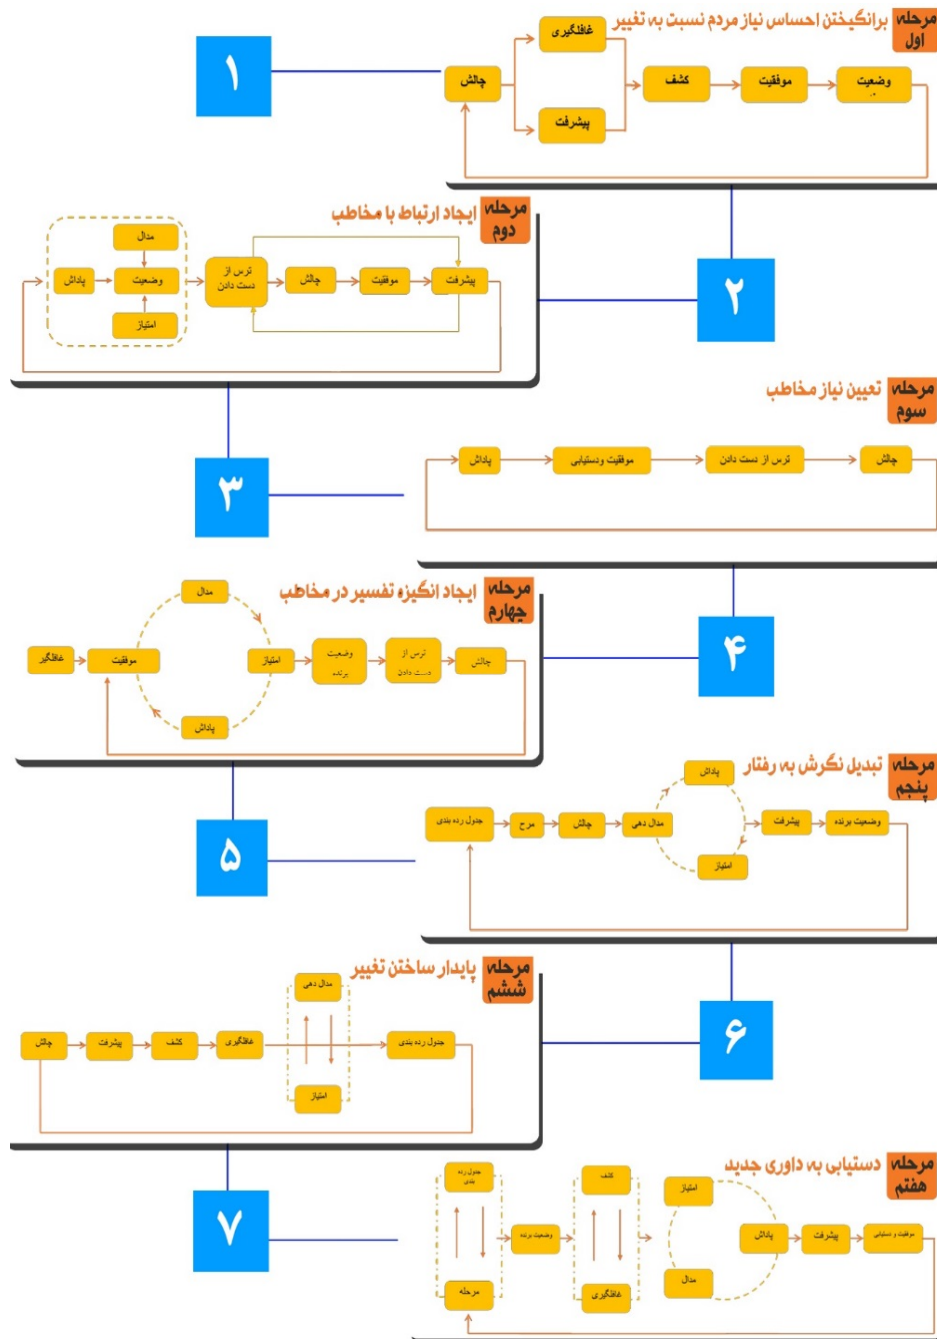 مرحله اول
برانگیختن احساس نیاز مردم نسبت به تغییر
۱
چالش
غافلگیری
پیشرفت
کشف
موفقیت
وضعیت
مرحله دوم
ایجاد ارتباط با مخاطب
۲
پاداش
مدال
وضعیت
امتیاز
ترس از
دست دادن
چالش
موفقیت
پیشرفت
مرحله سوم
تعیین نیاز مخاطب
۳
پاداش
موفقیت ودستیابی
ترس از دست دادن
چالش
مرحله چهارم
ایجاد انگیزه تفسیر در مخاطب
۴
غافلگیر
موفقیت
مدال
پاداش
امتیاز
وضعیت
برنده
ترس از
دست دادن
چالش
مرحله پنجم
تبدیل نگرش به رفتار
۵
جدول رده بندی
مرح
چالش
مدال دهی
پاداش
امتیاز
پیشرفت
وضعیت برنده
مرحله ششم
پایدار ساختن تغییر
۶
چالش
پیشرفت
کشف
غافلگیری
مدال دهی
امتیاز
جدول رده بندی
مرحله هفتم
دستیابی به داوری جدید
۷
جدول رده
بندی
مرحله
وضعیت برنده
کشف
غافلگیری
امتیاز
مدال
پاداش
پیشرفت
موفقیت و دستیابی